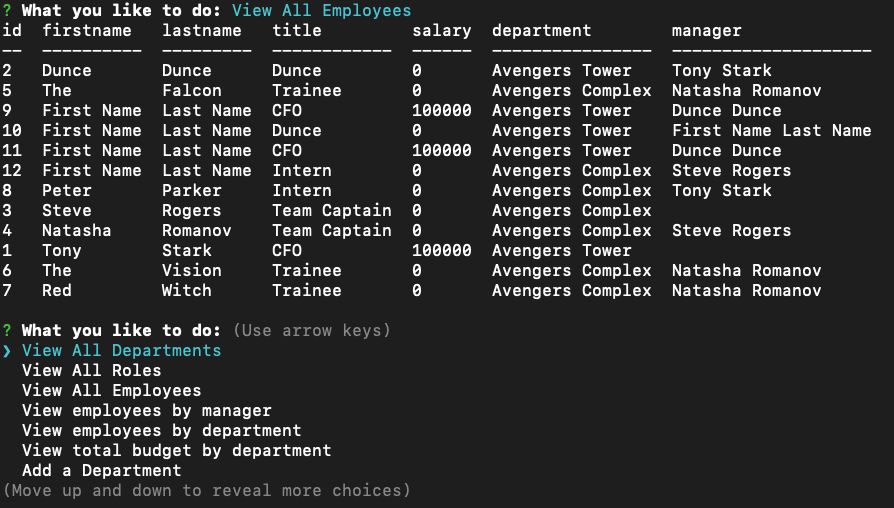 ? What you like to do: View All Employees
id  firstname   lastname   title         salary  department        manager
--  ----------  ---------  ------------  ------  ----------------  --------------------
2   Dunce       Dunce      Dunce         0       Avengers Tower    Tony Stark
5   The         Falcon     Trainee       0       Avengers Complex  Natasha Romanov
9   First Name  Last Name  CFO           100000  Avengers Tower    Dunce Dunce
10  First Name  Last Name  Dunce         0       Avengers Tower    First Name Last Name
11  First Name  Last Name  CFO           100000  Avengers Tower    Dunce Dunce
12  First Name  Last Name  Intern        0       Avengers Complex  Steve Rogers
8   Peter       Parker     Intern        0       Avengers Complex  Tony Stark
3   Steve       Rogers     Team Captain  0       Avengers Complex
4   Natasha     Romanov    Team Captain  0       Avengers Complex  Steve Rogers
1   Tony        Stark      CFO           100000  Avengers Tower
6   The         Vision     Trainee       0       Avengers Complex  Natasha Romanov
7   Red         Witch      Trainee       0       Avengers Complex  Natasha Romanov
? What you like to do: (Use arrow keys)
❯ View All Departments
  View All Roles
  View All Employees
  View employees by manager
  View employees by department
  View total budget by department
  Add a Department
(Move up and down to reveal more choices)